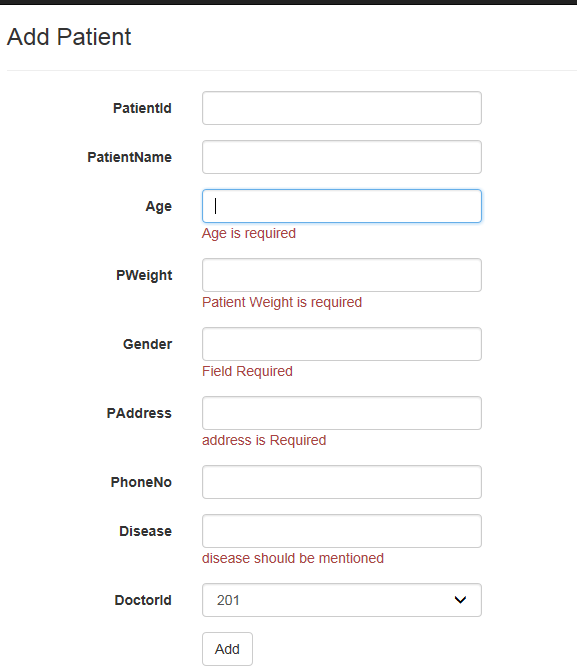 Add Patient
PatientId
PatientName
Age
Age is required
PWeight
Patient Weight is required
Gender
Field Required
PAddress
address is Required
PhoneNo
Disease
disease should be mentioned
DoctorId 201
Add